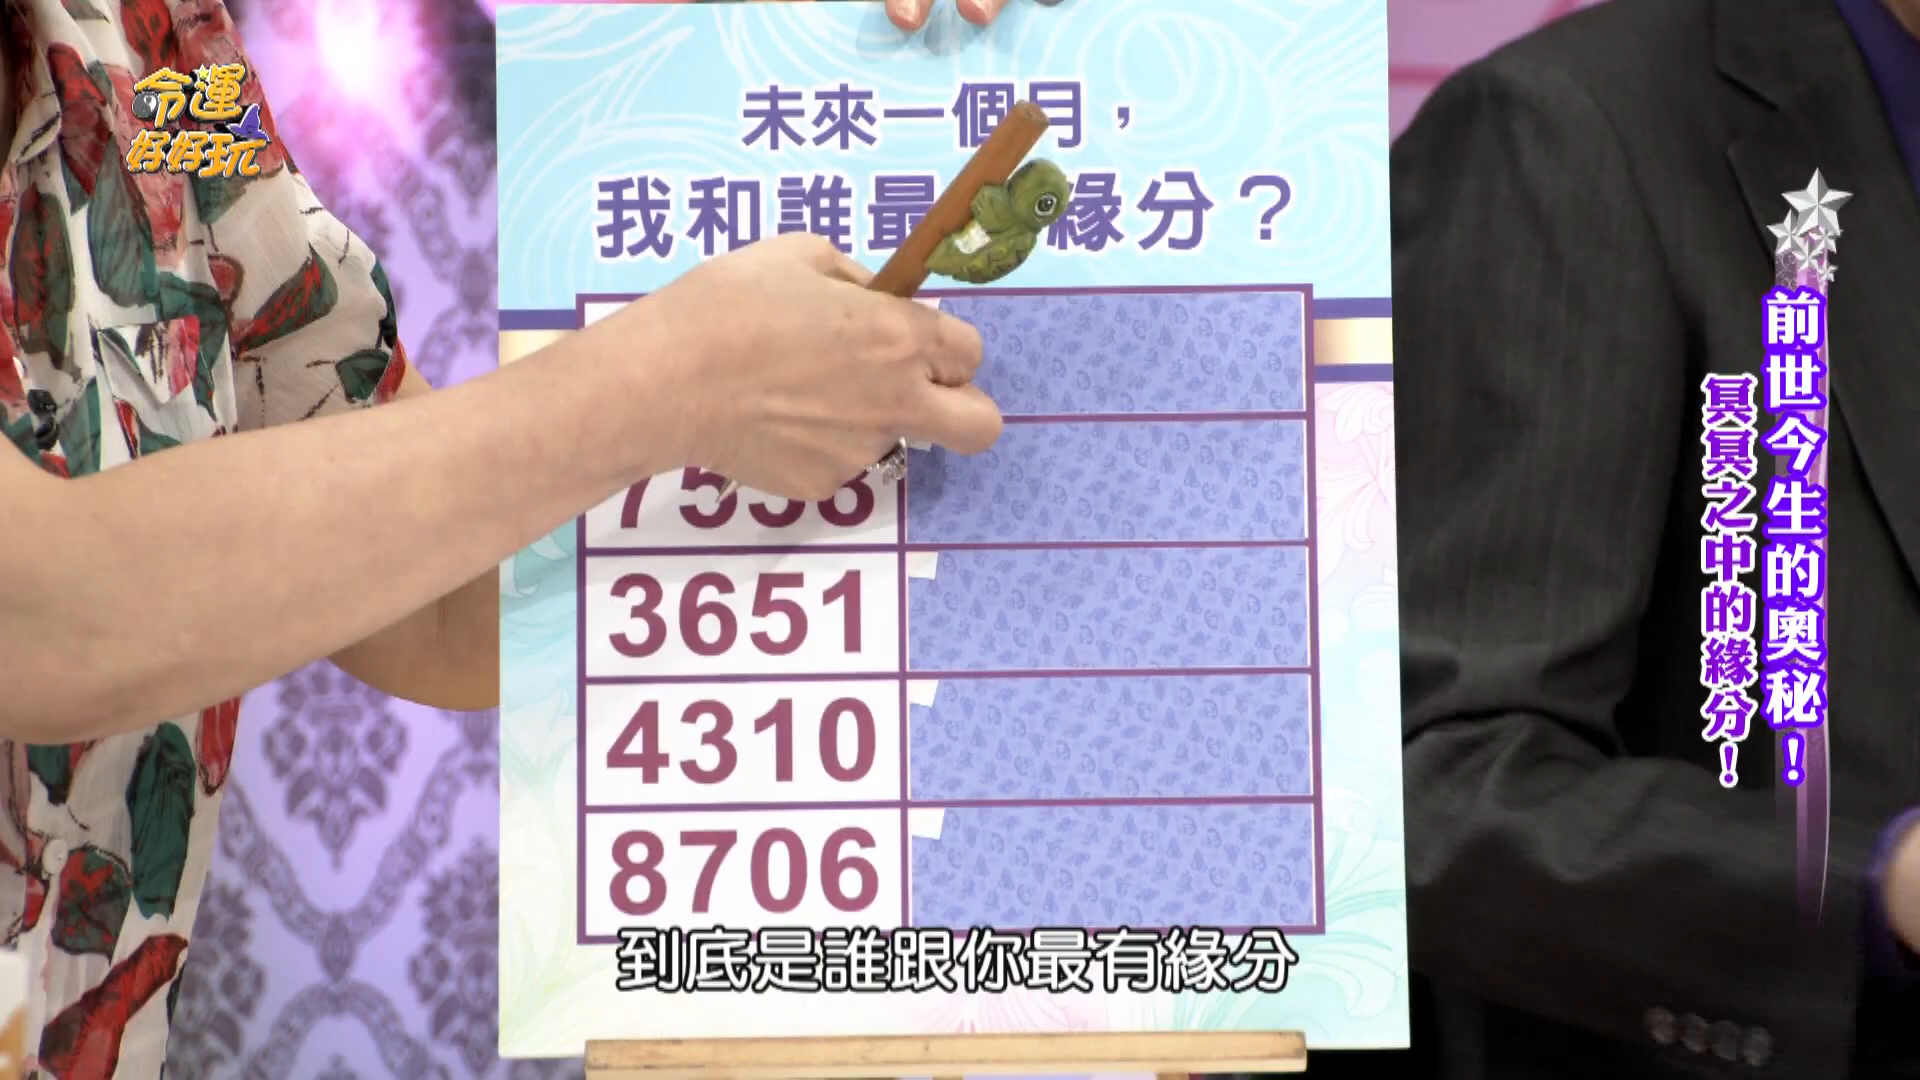 命運
好好玩
未來一個月，
我和誰最 緣分？
3651
4310
8706
到底是誰跟你最有緣分
前世今生的奧秘！
冥冥之中的緣分！